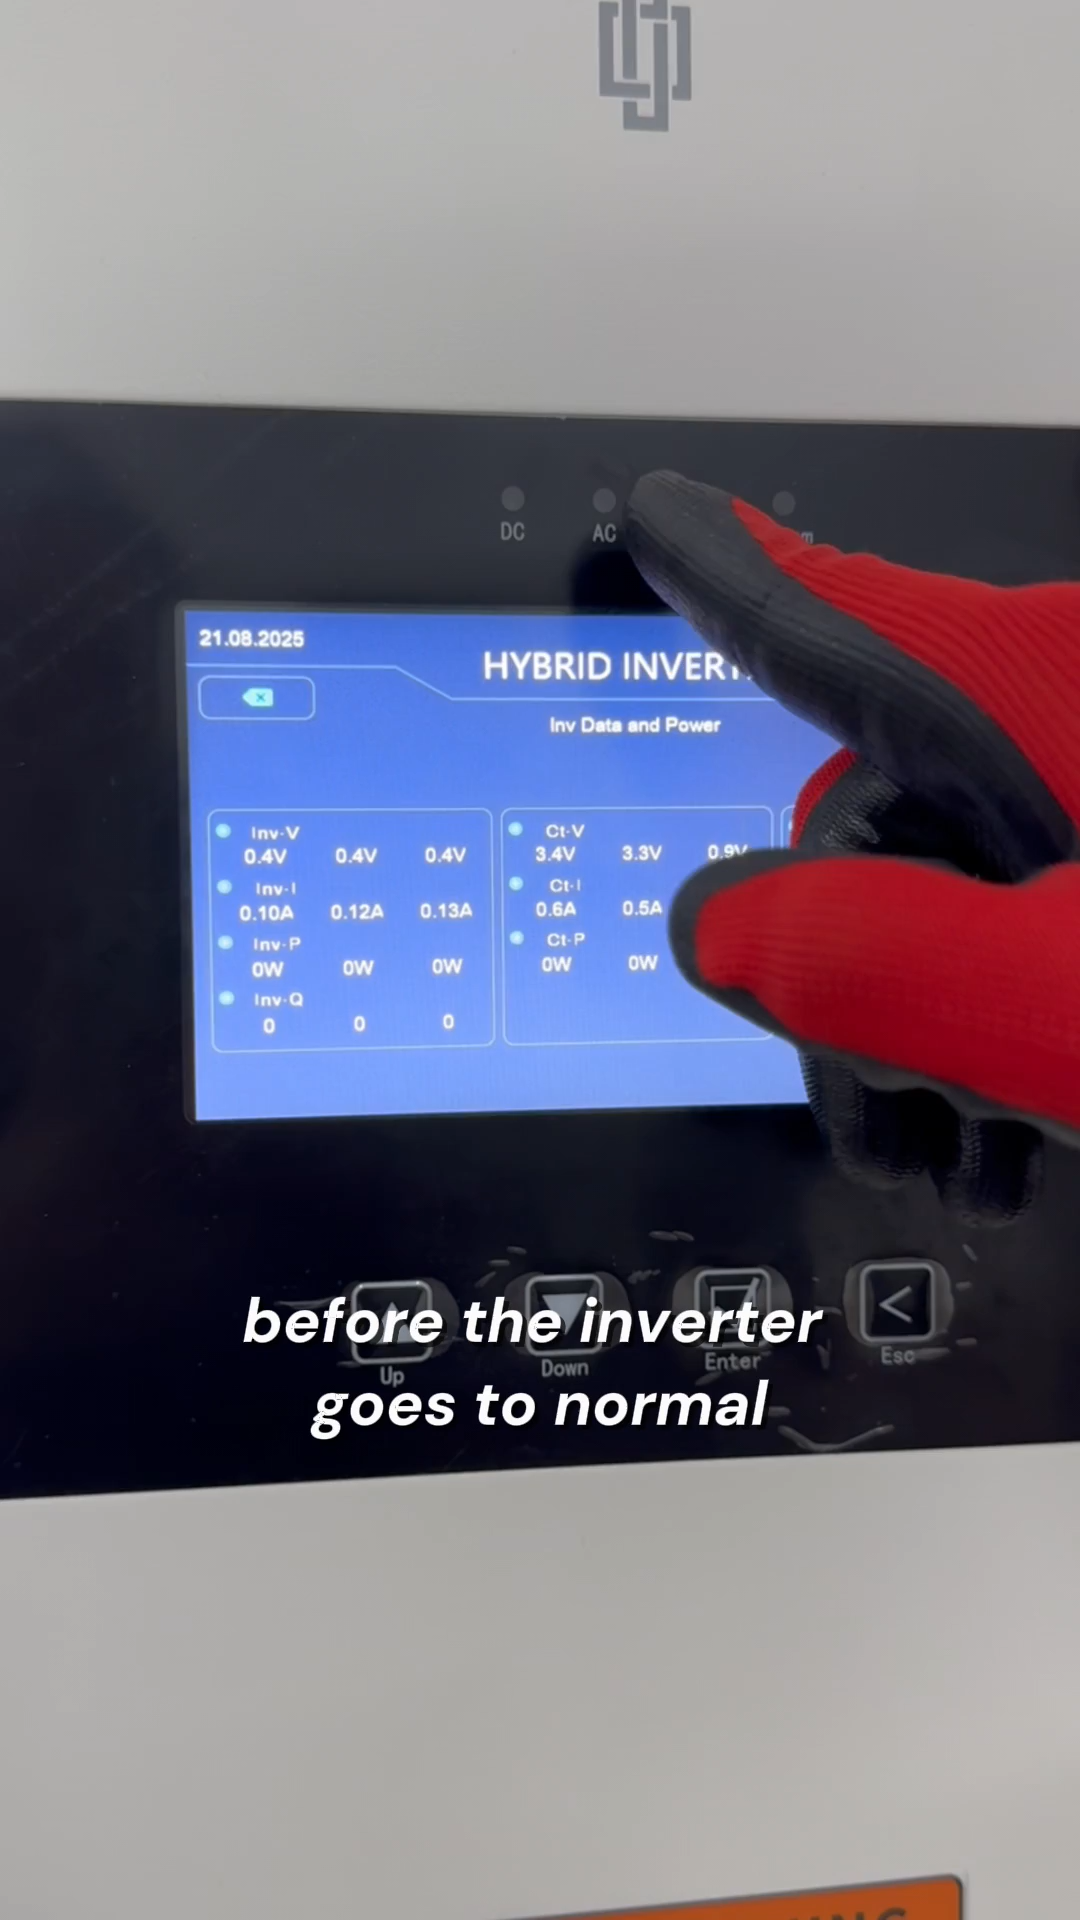 DC AC
21.08.2025
HYBRID INVERT
Inv Data and Power
Inv-V
0.4V 0.4V 0.4V
Inv-I
0.10A 0.12A 0.13A
Inv-P
0W 0W 0W
Inv-Q
0 0 0
Ct-V
3.4V 3.3V 0.9V
Ct-I
0.6A 0.5A
Ct-P
0W 0W
before the inverter
goes to normal
Up Down Enter Esc